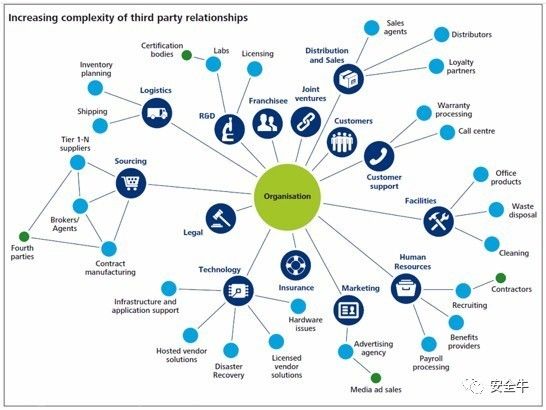 Increasing complexity of third party relationships
Certification
bodies
Labs
Licensing
Sales
agents
Distribution
and Sales
Distributors
Loyalty
partners
Inventory
planning
Logistics
Shipping
R&D
Franchisee
Joint
ventures
Customers
Warranty
processing
Call centre
Customer
support
Tier 1-N
suppliers
Sourcing
Brokers/
Agents
Fourth
parties
Contract
manufacturing
Organisation
Legal
Office
products
Facilities
Waste
disposal
Cleaning
Technology
Insurance
Infrastructure and
application support
Hardware
issues
Hosted vendor
solutions
Disaster
Recovery
Licensed
vendor
solutions
Marketing
Advertising
agency
Media ad sales
Human
Resources
Contractors
Recruiting
Benefits
providers
Payroll
processing
安全牛